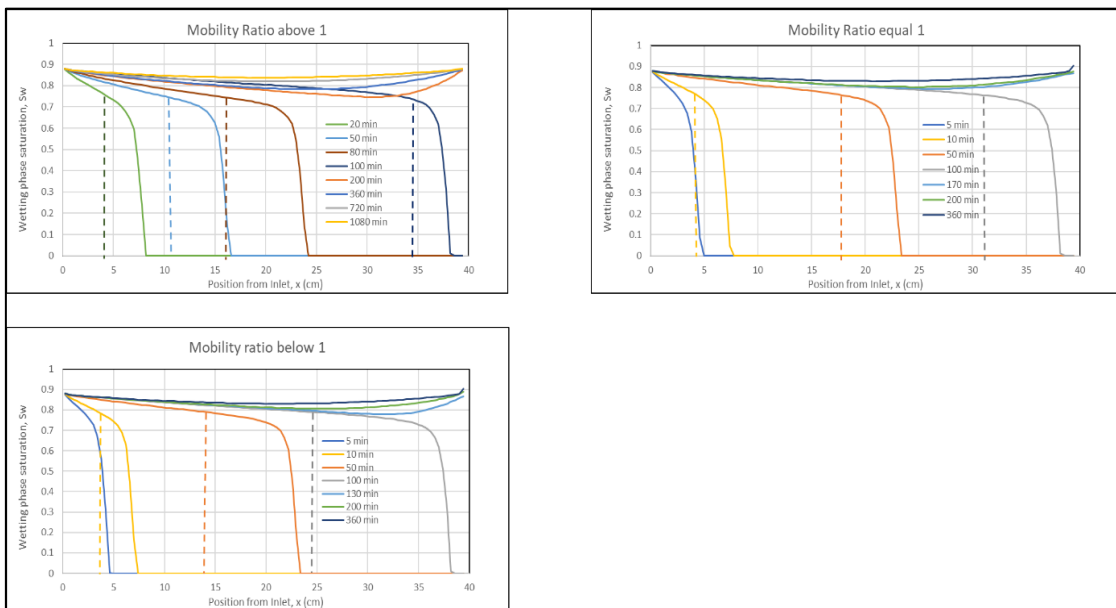 Mobility Ratio above 1
Wetting phase saturation, Sw
1
0.9
0.8
0.7
0.6
0.5
0.4
0.3
0.2
0.1
0
20 min
50 min
80 min
100 min
200 min
360 min
720 min
1080 min
0 5 10 15 20 25 30 35 40
Position from Inlet, x (cm)
Mobility Ratio equal 1
Wetting phase saturation, Sw
1
0.9
0.8
0.7
0.6
0.5
0.4
0.3
0.2
0.1
0
5 min
10 min
50 min
100 min
170 min
200 min
360 min
0 5 10 15 20 25 30 35 40
Position from Inlet, x (cm)
Mobility ratio below 1
Wetting phase saturation, Sw
1
0.9
0.8
0.7
0.6
0.5
0.4
0.3
0.2
0.1
0
5 min
10 min
50 min
100 min
130 min
200 min
360 min
0 5 10 15 20 25 30 35 40
Position from Inlet, x (cm)